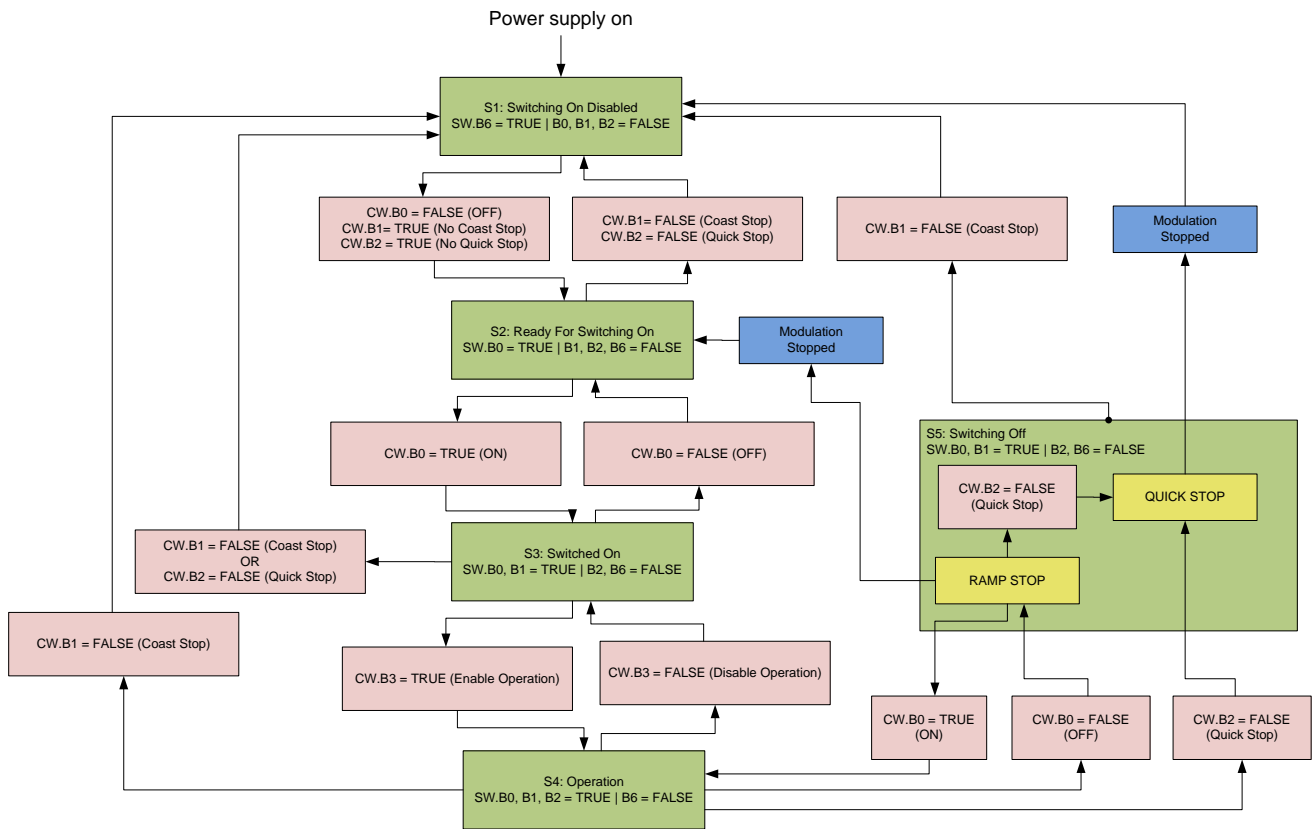 Power supply on
S1: Switching On Disabled
SW.B6 = TRUE | B0, B1, B2 = FALSE
CW.B0 = FALSE (OFF)
CW.B1= TRUE (No Coast Stop)
CW.B2 = TRUE (No Quick Stop)
CW.B1= FALSE (Coast Stop)
CW.B2 = FALSE (Quick Stop)
CW.B1 = FALSE (Coast Stop)
Modulation
Stopped
S2: Ready For Switching On
SW.B0 = TRUE | B1, B2, B6 = FALSE
Modulation
Stopped
CW.B0 = TRUE (ON)
CW.B0 = FALSE (OFF)
S5: Switching Off
SW.B0, B1 = TRUE | B2, B6 = FALSE
CW.B2 = FALSE
(Quick Stop)
QUICK STOP
RAMP STOP
CW.B1 = FALSE (Coast Stop)
OR
CW.B2 = FALSE (Quick Stop)
S3: Switched On
SW.B0, B1 = TRUE | B2, B6 = FALSE
CW.B1 = FALSE (Coast Stop)
CW.B3 = TRUE (Enable Operation)
CW.B3 = FALSE (Disable Operation)
CW.B0 = TRUE
(ON)
CW.B0 = FALSE
(OFF)
CW.B2 = FALSE
(Quick Stop)
S4: Operation
SW.B0, B1, B2 = TRUE | B6 = FALSE